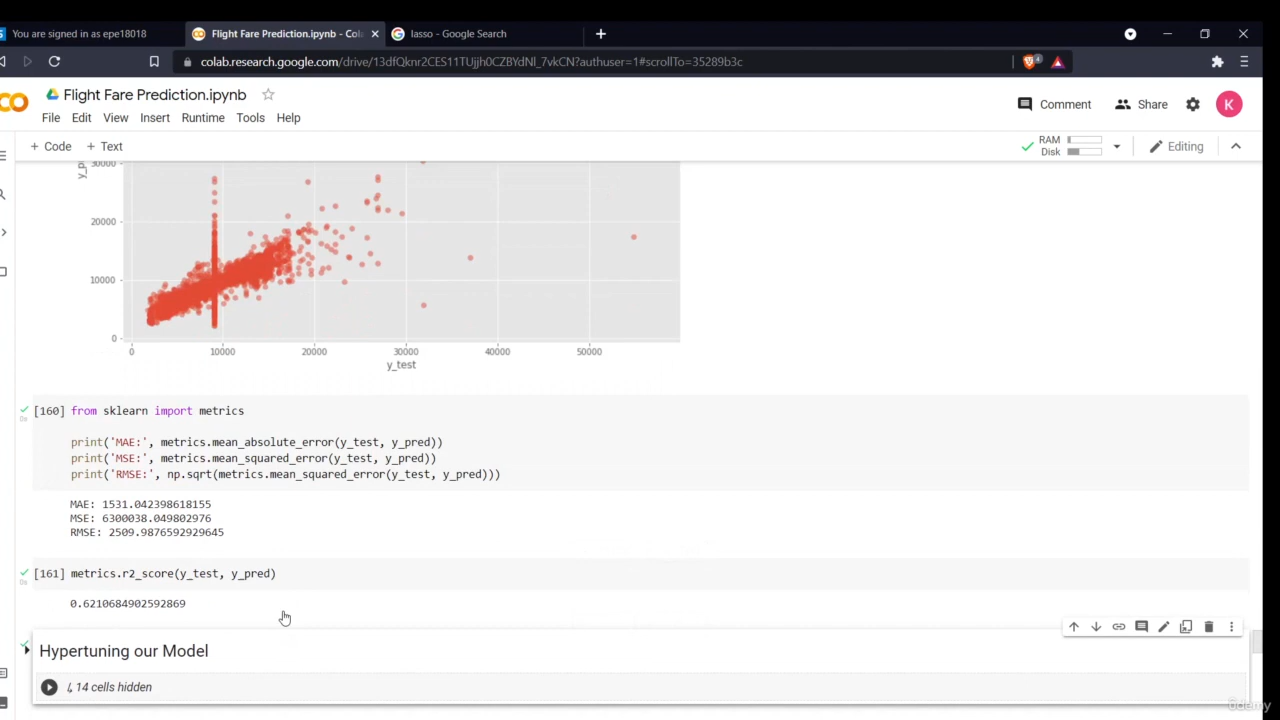 You are signed in as epe18018
Flight Fare Prediction.ipynb - Col
lasso - Google Search
colab.research.google.com/drive/13dfQknr2CES11TUjjh0CZBYdNl_7vkCN?authuser=1#scrollTo=35289b3c
4
Flight Fare Prediction.ipynb
Comment
Share
K
File Edit View Insert Runtime Tools Help
+ Code + Text
RAM
Disk
Editing
30000
20000
10000
0
0 10000 20000 30000 40000 50000
y_test
[160] from sklearn import metrics
print('MAE:', metrics.mean_absolute_error(y_test, y_pred))
print('MSE:', metrics.mean_squared_error(y_test, y_pred))
print('RMSE:', np.sqrt(metrics.mean_squared_error(y_test, y_pred)))
MAE: 1531.042398618155
MSE: 6300038.049802976
RMSE: 2509.9876592929645
[161] metrics.r2_score(y_test, y_pred)
0.6210684902592869
Hypertuning our Model
14 cells hidden
ûdemy